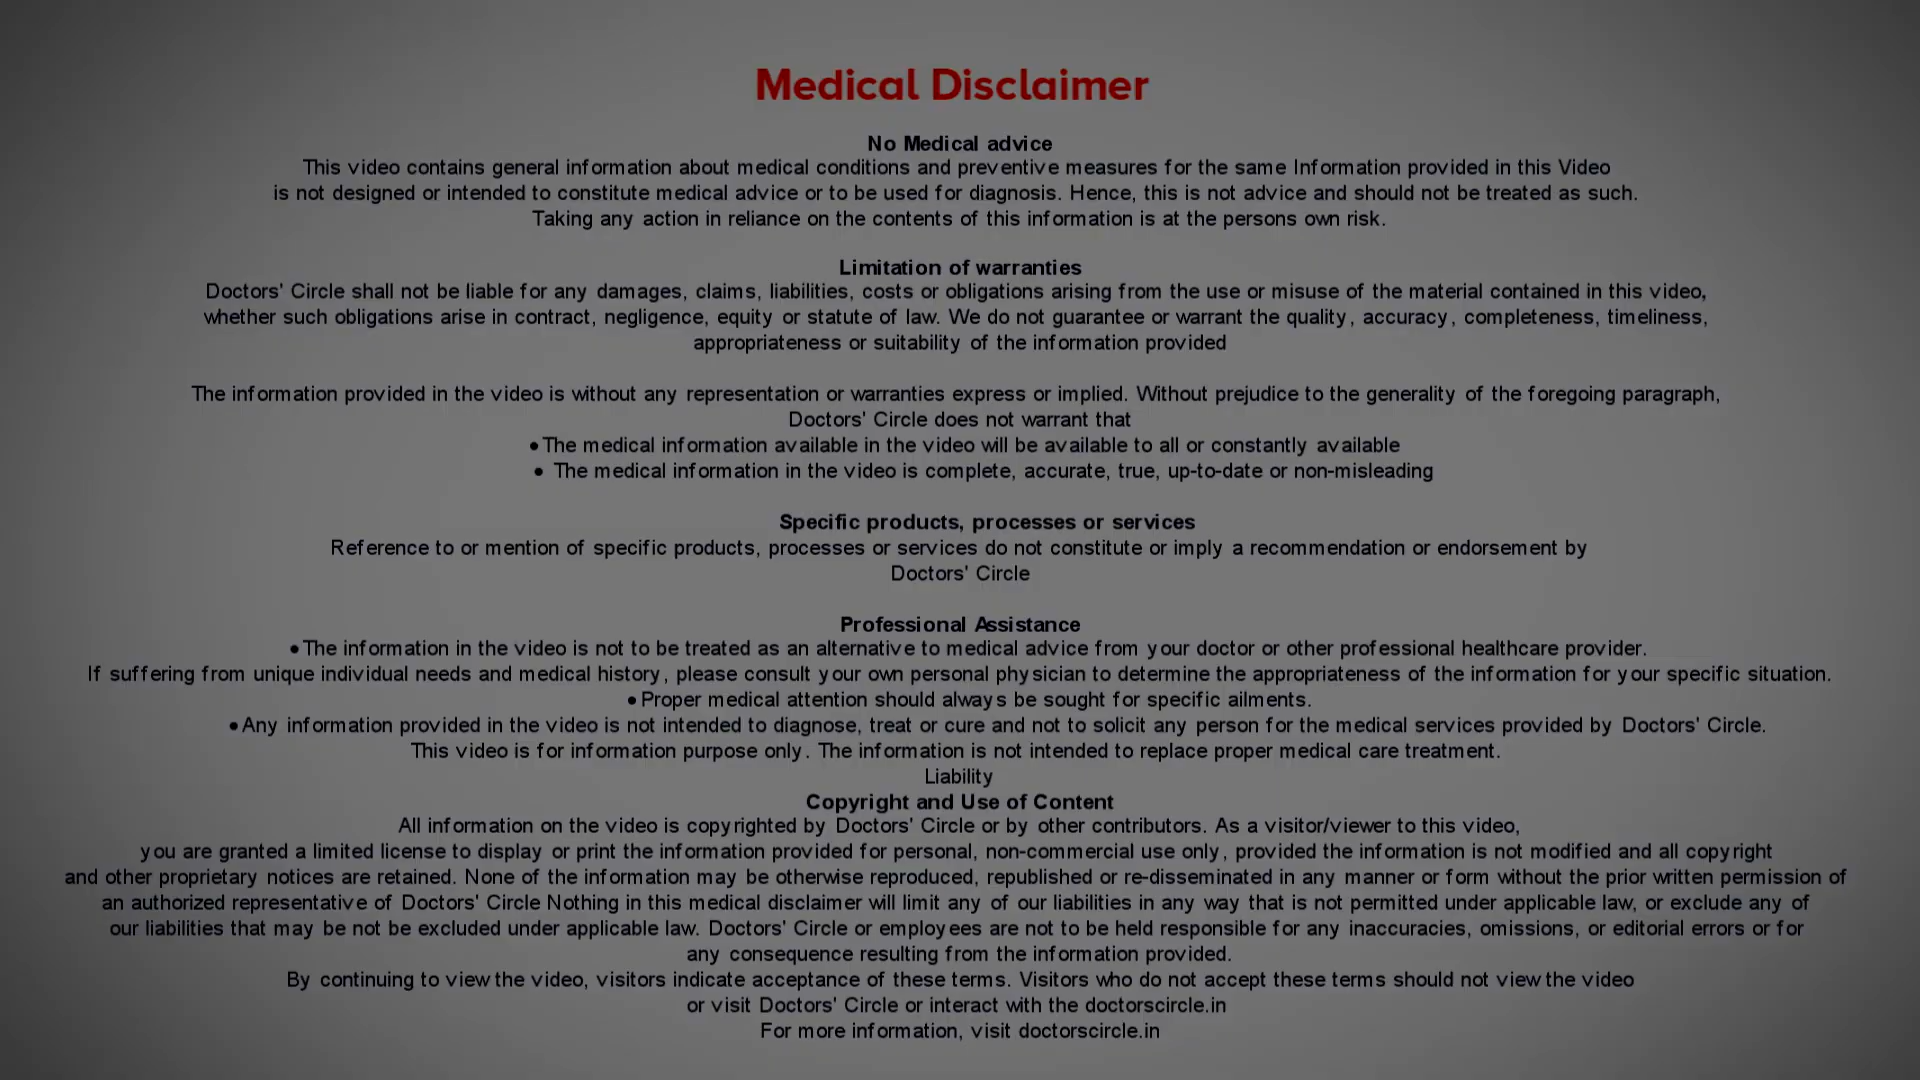 Medical Disclaimer
No Medical advice
This video contains general information about medical conditions and preventive measures for the same Information provided in this Video
is not designed or intended to constitute medical advice or to be used for diagnosis. Hence, this is not advice and should not be treated as such.
Taking any action in reliance on the contents of this information is at the persons own risk.
Limitation of warranties
Doctors' Circle shall not be liable for any damages, claims, liabilities, costs or obligations arising from the use or misuse of the material contained in this video,
whether such obligations arise in contract, negligence, equity or statute of law. We do not guarantee or warrant the quality, accuracy, completeness, timeliness,
appropriateness or suitability of the information provided
The information provided in the video is without any representation or warranties express or implied. Without prejudice to the generality of the foregoing paragraph,
Doctors' Circle does not warrant that
•The medical information available in the video will be available to all or constantly available
• The medical information in the video is complete, accurate, true, up-to-date or non-misleading
Specific products, processes or services
Reference to or mention of specific products, processes or services do not constitute or imply a recommendation or endorsement by
Doctors' Circle
Professional Assistance
•The information in the video is not to be treated as an alternative to medical advice from your doctor or other professional healthcare provider.
If suffering from unique individual needs and medical history, please consult your own personal physician to determine the appropriateness of the information for your specific situation.
•Proper medical attention should always be sought for specific ailments.
•Any information provided in the video is not intended to diagnose, treat or cure and not to solicit any person for the medical services provided by Doctors' Circle.
This video is for information purpose only. The information is not intended to replace proper medical care treatment.
Liability
Copyright and Use of Content
All information on the video is copyrighted by Doctors' Circle or by other contributors. As a visitor/viewer to this video,
you are granted a limited license to display or print the information provided for personal, non-commercial use only, provided the information is not modified and all copyright
and other proprietary notices are retained. None of the information may be otherwise reproduced, republished or re-disseminated in any manner or form without the prior written permission of
an authorized representative of Doctors' Circle Nothing in this medical disclaimer will limit any of our liabilities in any way that is not permitted under applicable law, or exclude any of
our liabilities that may be not be excluded under applicable law. Doctors' Circle or employees are not to be held responsible for any inaccuracies, omissions, or editorial errors or for
any consequence resulting from the information provided.
By continuing to view the video, visitors indicate acceptance of these terms. Visitors who do not accept these terms should not view the video
or visit Doctors' Circle or interact with the doctorscircle.in
For more information, visit doctorscircle.in